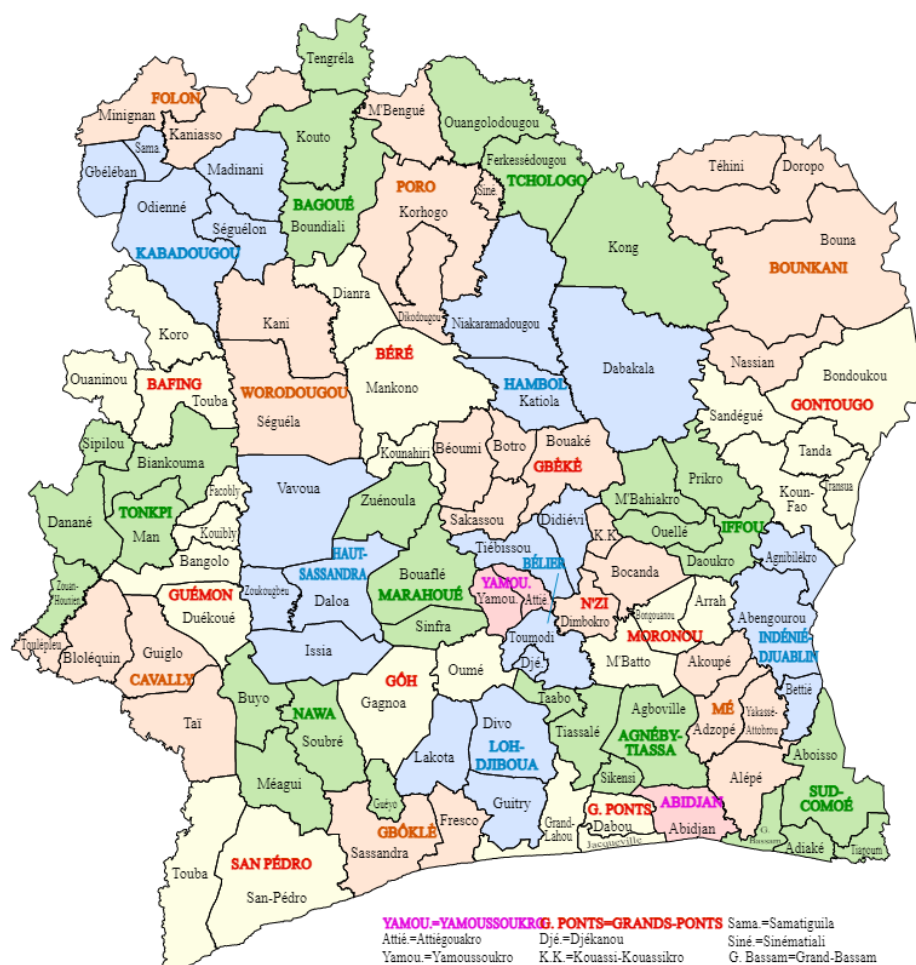 Tengréla
FOLON
Minignan
Kaniasso
M'Bengué
Ouangolodougou
Kouto
Sama.
Gbéléban
Madinani
Ferkessédougou
TCHOLOGO
Téhini
Doropo
PORO
Siné.
BAGOUÉ
Odienné
Korhogo
Séguélon
Boundiali
KABADOUGOU
Kong
Bouna
BOUNKANI
Dianra
Koro
Kani
Dikodougou
Niakaramadougou
BÉRÉ
Dabakala
Nassian
Bondoukou
Ouaninou
BAFING
Touba
WORODOUGOU
Mankono
HAMBOL
Katiola
GONTOUGO
Sandégué
Séguéla
Sipilou
Biankouma
Kounahiri
Béoumi
Botro
Bouaké
GBÉKÉ
Tanda
Transua
Koun-
Fao
Facobly
Vavoua
Zuénoula
Prikro
M'Bahiakro
Danané
TONKPI
Man
Kouibly
Sakassou
Didiévi
K.K.
Ouellé
IFFOU
Bangolo
HAUT-
SASSANDRA
Tiébissou
BÉLIER
Daoukro
Agnibilékro
Zouan-
Hounien
GUÉMON
Zoukougbeu
Daloa
Bouaflé
MARAHOUÉ
YAMOU.
Yamou.
Attié.
Bocanda
N'ZI
Dimbokro
Bongouanou
Arrah
Abengourou
Duékoué
Sinfra
Toumodi
MORONOU
INDÉNIÉ-
DJUABLIN
Toulépleu
Bloléquin
Guiglo
CAVALLY
Issia
Oumé
Djé.
M'Batto
Akoupé
Bettié
Buyo
NAWA
Soubré
GÔH
Gagnoa
Taabo
Agboville
MÉ
Adzopé
Yakassé-
Attobrou
Taï
Divo
Lakota
LOH-
DJIBOUA
Tiassalé
AGNÉBY-
TIASSA
Aboisso
Méagui
Sikensi
Alépé
SUD-
COMOÉ
Guéyo
Guitry
GBÔKLÉ
Fresco
Sassandra
Grand-
Lahou
G. PONTS
Dabou
Jacqueville
ABIDJAN
Abidjan
G.
Bassam
Adiaké
Tiapoum
Touba
SAN PÉDRO
San-Pédro
YAMOU.=YAMOUSSUKRO G. PONTS=GRANDS-PONTS Sama.=Samatiguila
Attié.=Attiégouakro Djé.=Djékanou Siné.=Sinématiali
Yamou.=Yamoussoukro K.K.=Kouassi-Kouassikro G. Bassam=Grand-Bassam